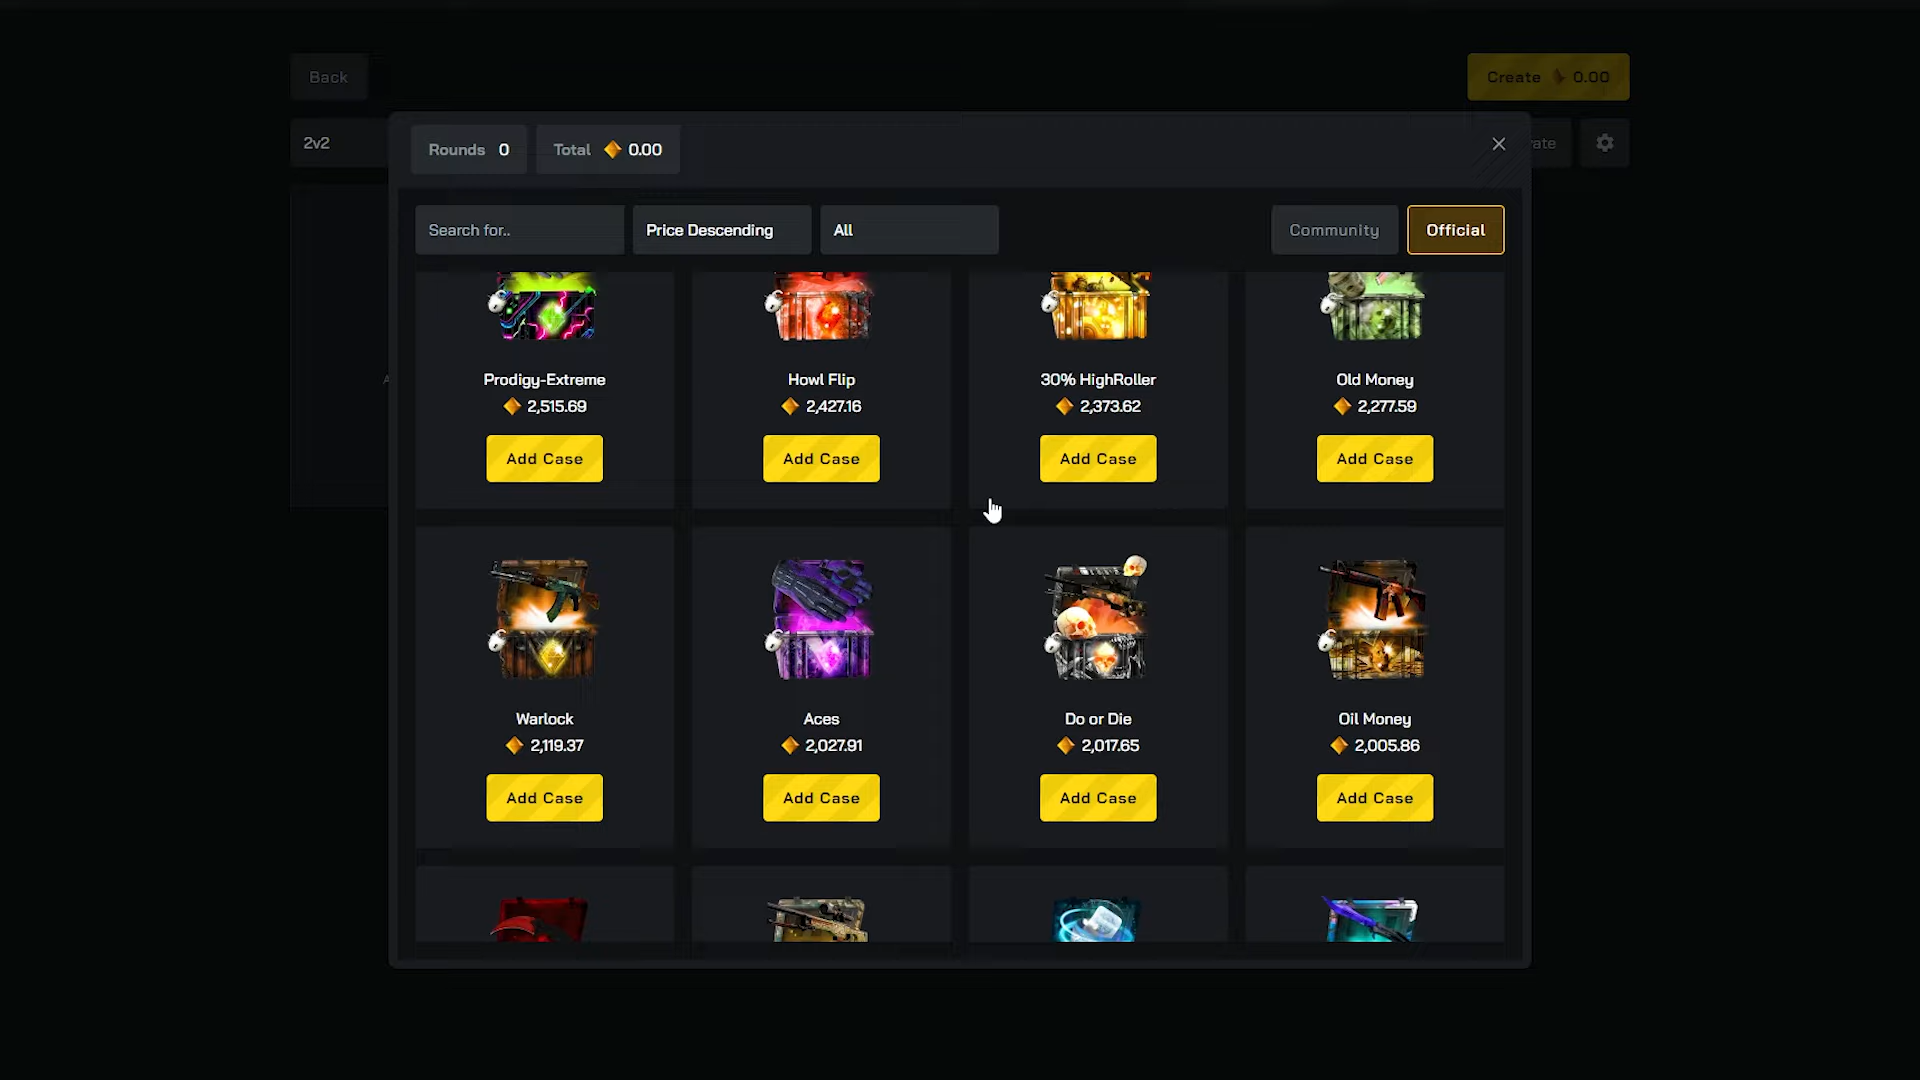 Back
Create 0.00
2v2
Rounds 0
Total 0.00
ate
Search for..
Price Descending
All
Community
Official
Prodigy-Extreme
Howl Flip
30% HighRoller
Old Money
2,515.69
2,427.16
2,373.62
2,277.59
Add Case
Add Case
Add Case
Add Case
Warlock
Aces
Do or Die
Oil Money
2,119.37
2,027.91
2,017.65
2,005.86
Add Case
Add Case
Add Case
Add Case